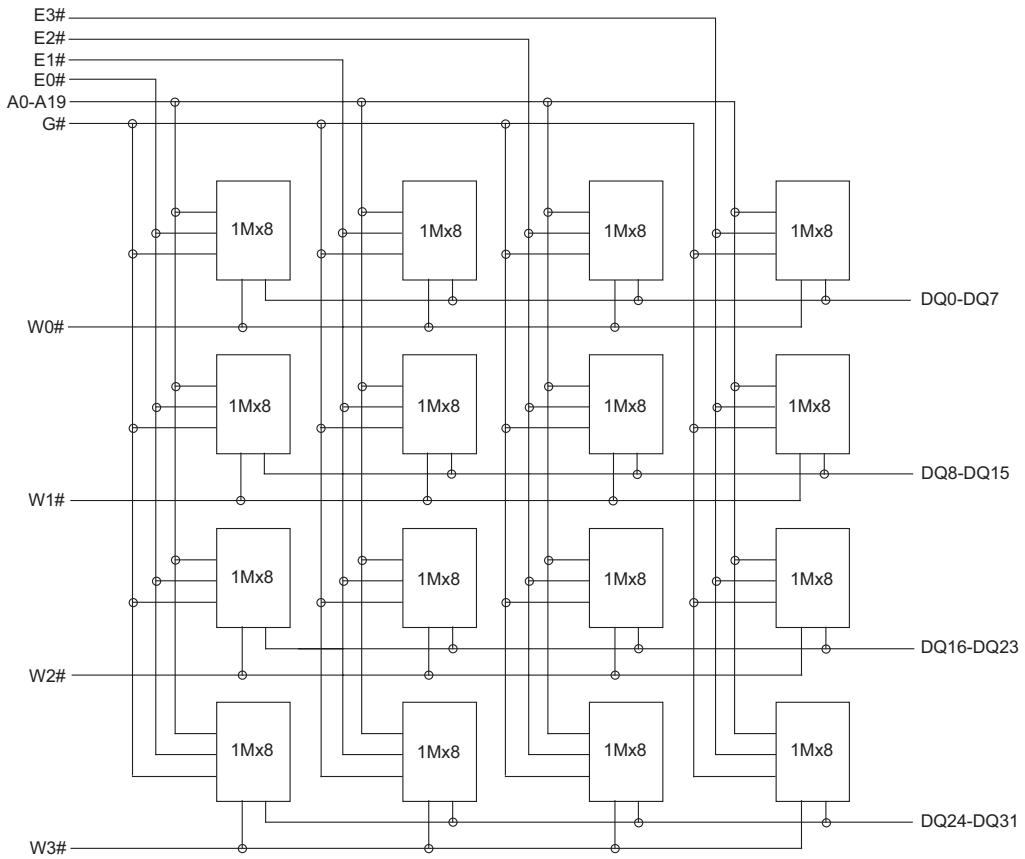 E3#
E2#
E1#
E0#
A0-A19
G#
1Mx8 1Mx8 1Mx8 1Mx8
DQ0-DQ7
W0#
1Mx8 1Mx8 1Mx8 1Mx8
DQ8-DQ15
W1#
1Mx8 1Mx8 1Mx8 1Mx8
DQ16-DQ23
W2#
1Mx8 1Mx8 1Mx8 1Mx8
DQ24-DQ31
W3#